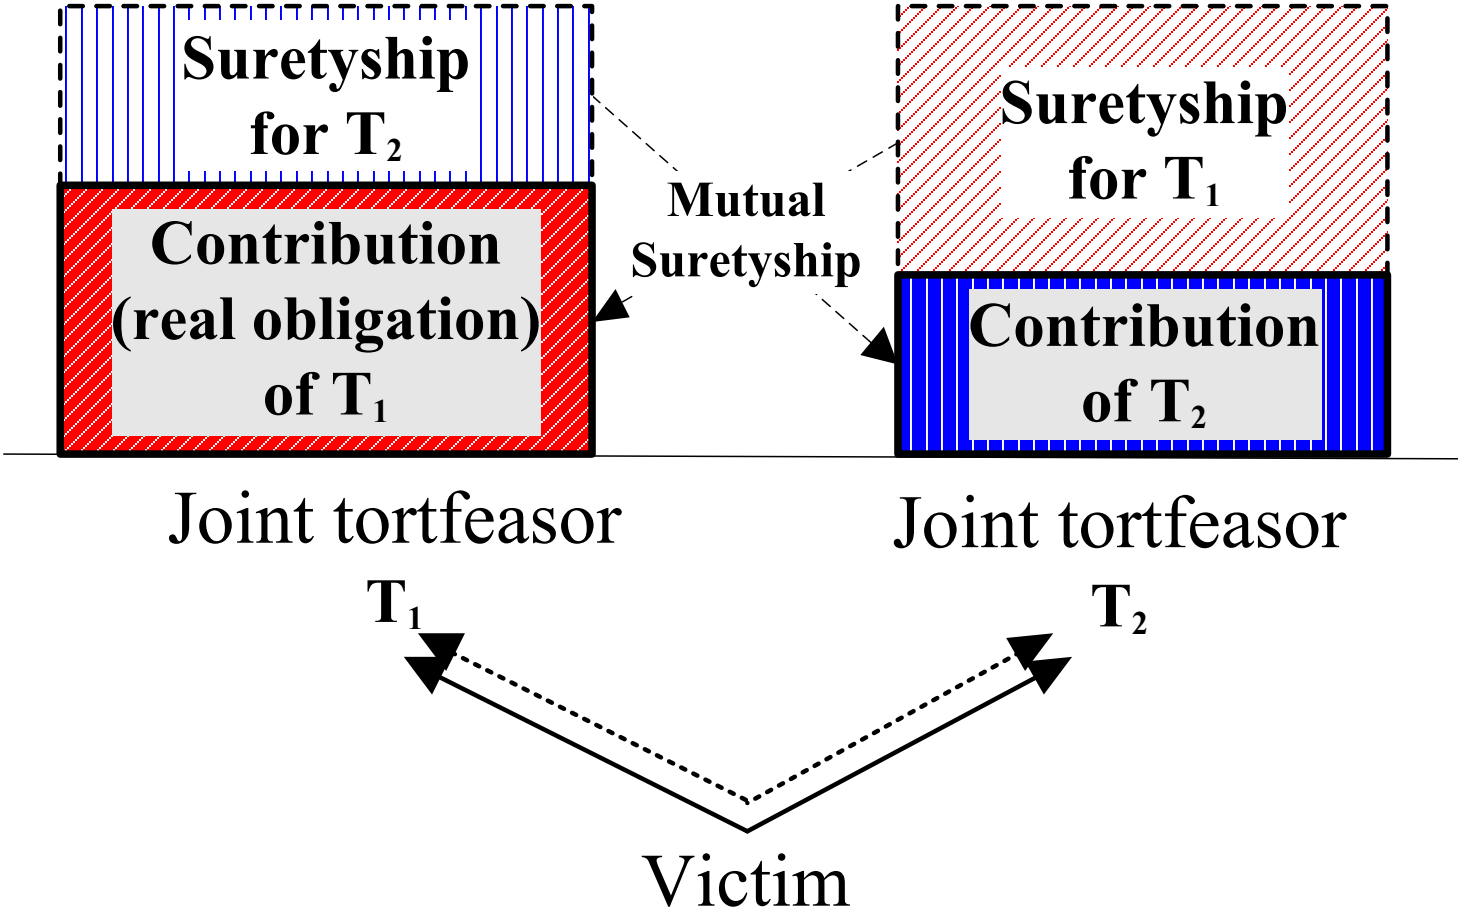 Suretyship
for T₂
Contribution
(real obligation)
of T₁
Mutual
Suretyship
Suretyship
for T₁
Contribution
of T₂
Joint tortfeasor
T₁
Joint tortfeasor
T₂
Victim